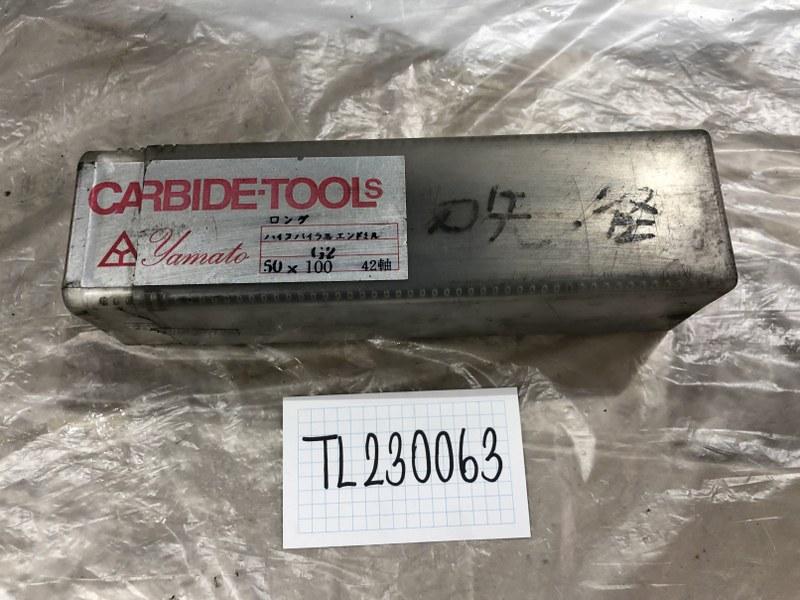 CARBIDE-TOOLS
ロング
ハイスパイラルエンドミル
Yamato
G2
50 × 100 42軸
TL230063